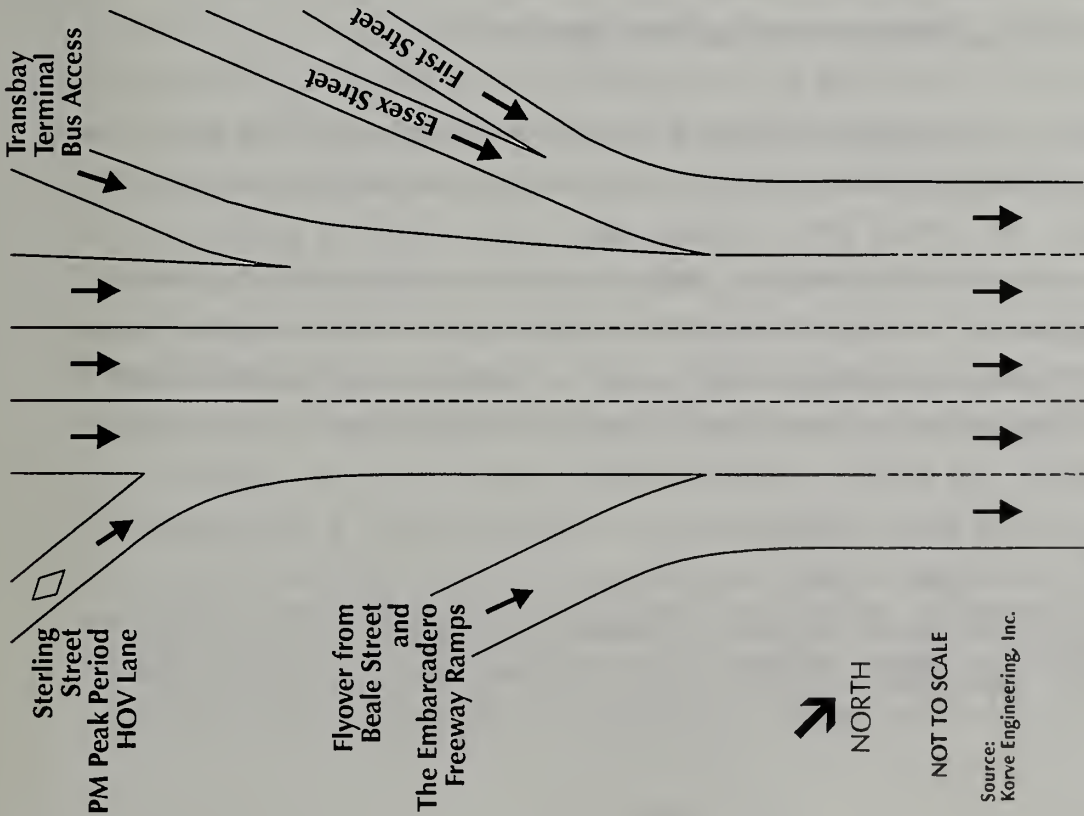 Transbay
Terminal
Bus Access
First Street
Essex Street
Sterling
Street
PM Peak Period
HOV Lane
Flyover from
Beale Street
and
The Embarcadero
Freeway Ramps
NORTH
NOT TO SCALE
Source:
Korve Engineering, Inc.